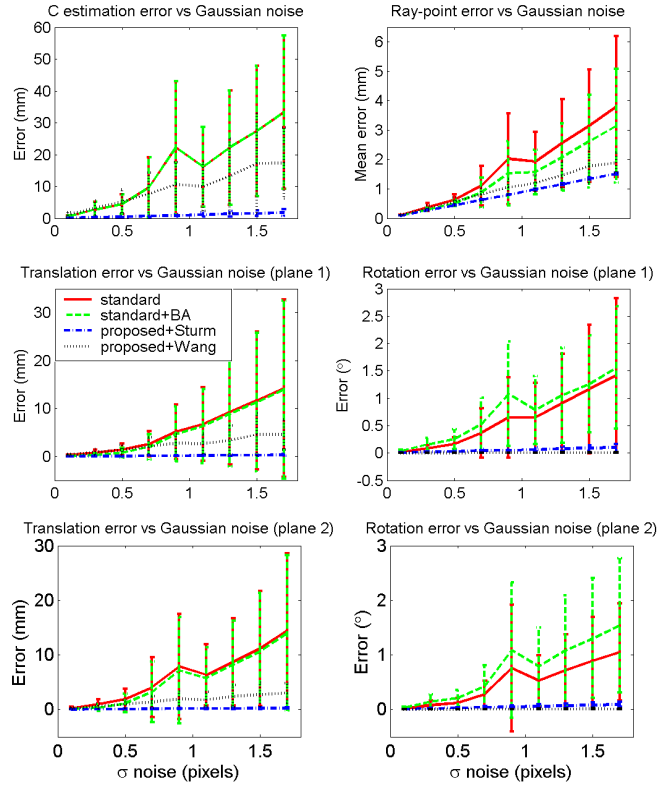 C estimation error vs Gaussian noise
60
50
40
30
20
10
0
Error (mm)
0 0.5 1 1.5
Ray-point error vs Gaussian noise
6
5
4
3
2
1
0
Mean error (mm)
0 0.5 1 1.5
Translation error vs Gaussian noise (plane 1)
30
20
10
0
Error (mm)
standard
standard+BA
proposed+Sturm
proposed+Wang
0 0.5 1 1.5
Rotation error vs Gaussian noise (plane 1)
3
2.5
2
1.5
1
0.5
0
-0.5
Error (°)
0 0.5 1 1.5
Translation error vs Gaussian noise (plane 2)
30
20
10
0
Error (mm)
0 0.5 1 1.5
σ noise (pixels)
Rotation error vs Gaussian noise (plane 2)
3
2
1
0
Error (°)
0 0.5 1 1.5
σ noise (pixels)